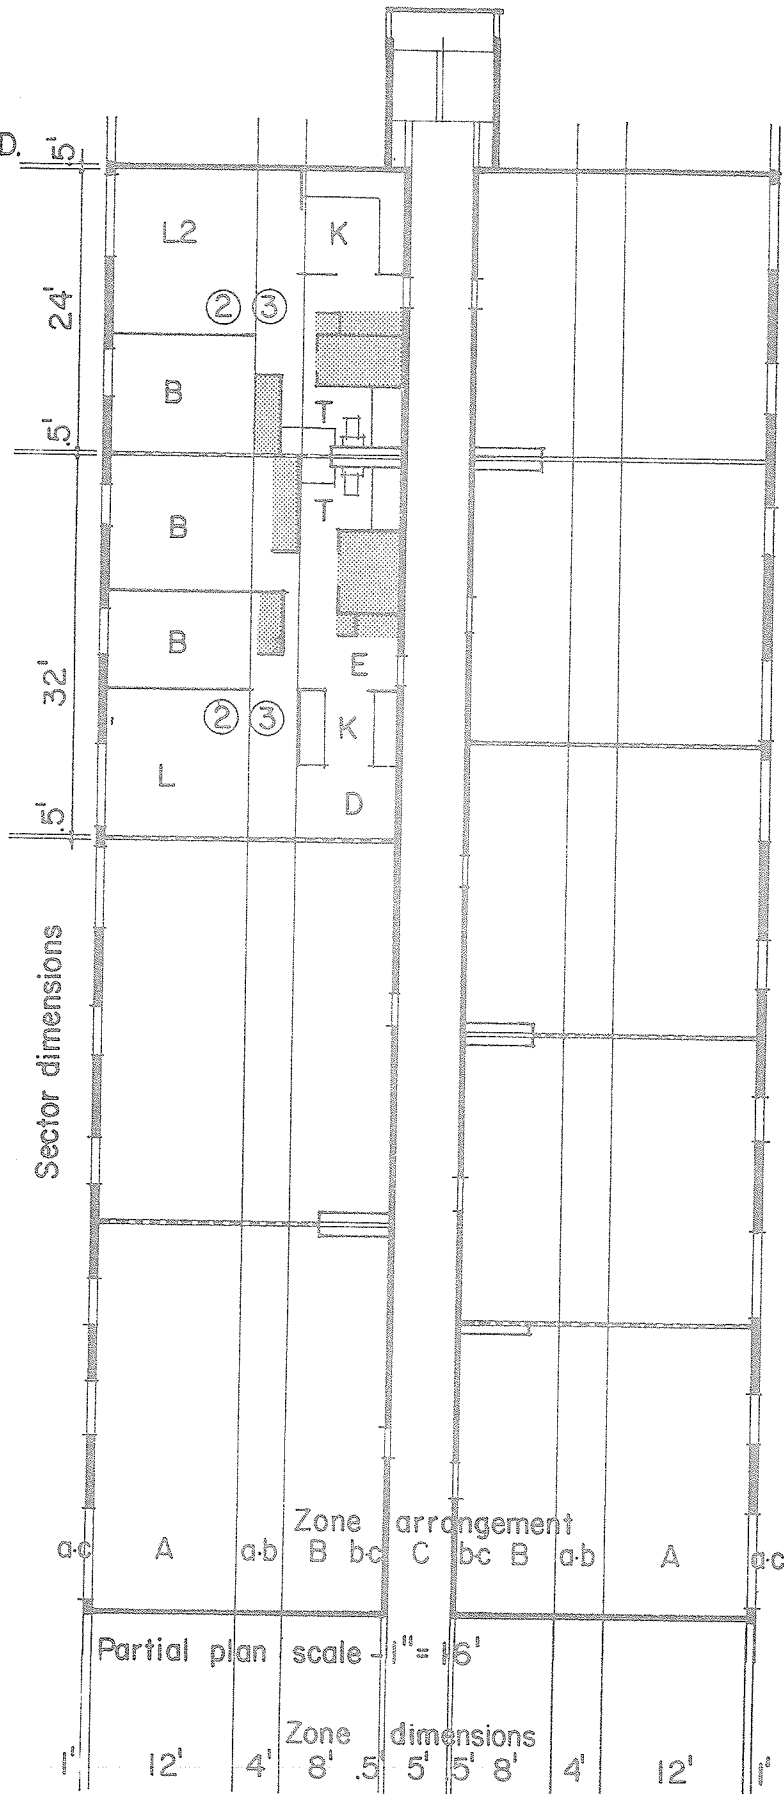 D.
.5'
L2
K
24'
2 3
B
T
.5'
B
T
B
E
32'
2 3
K
L
D
.5'
Sector dimensions
Zone arrangement
a·c A a·b B b·c C b·c B a·b A a·c
Partial plan scale - 1" = 16'
Zone dimensions
1' 12' 4' 8' .5 5' .5' 8' 4' 12' 1'